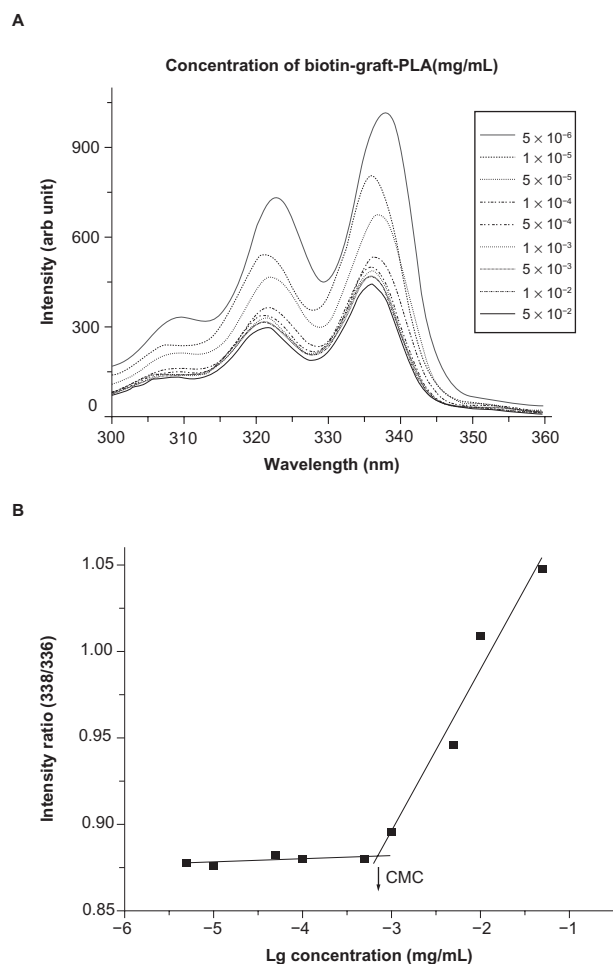 A
Concentration of biotin-graft-PLA(mg/mL)
Intensity (arb unit)
900
600
300
0
5 × 10⁻⁶
1 × 10⁻⁵
5 × 10⁻⁵
1 × 10⁻⁴
5 × 10⁻⁴
1 × 10⁻³
5 × 10⁻³
1 × 10⁻²
5 × 10⁻²
300 310 320 330 340 350 360
Wavelength (nm)
B
Intensity ratio (338/336)
1.05
1.00
0.95
0.90
0.85
CMC
−6 −5 −4 −3 −2 −1
Lg concentration (mg/mL)